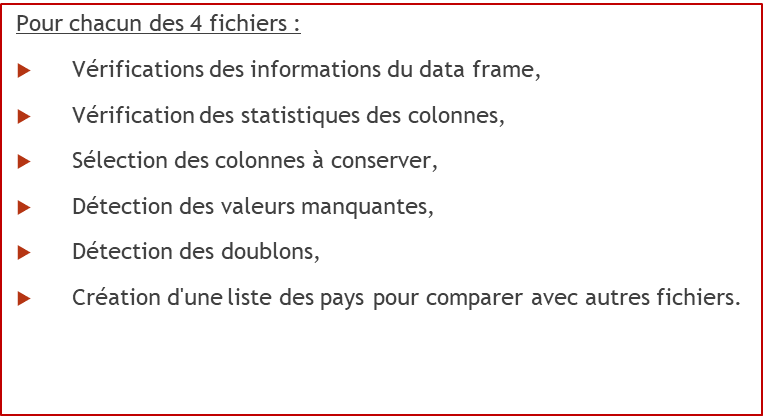 Pour chacun des 4 fichiers :
Vérifications des informations du data frame,
Vérification des statistiques des colonnes,
Sélection des colonnes à conserver,
Détection des valeurs manquantes,
Détection des doublons,
Création d'une liste des pays pour comparer avec autres fichiers.